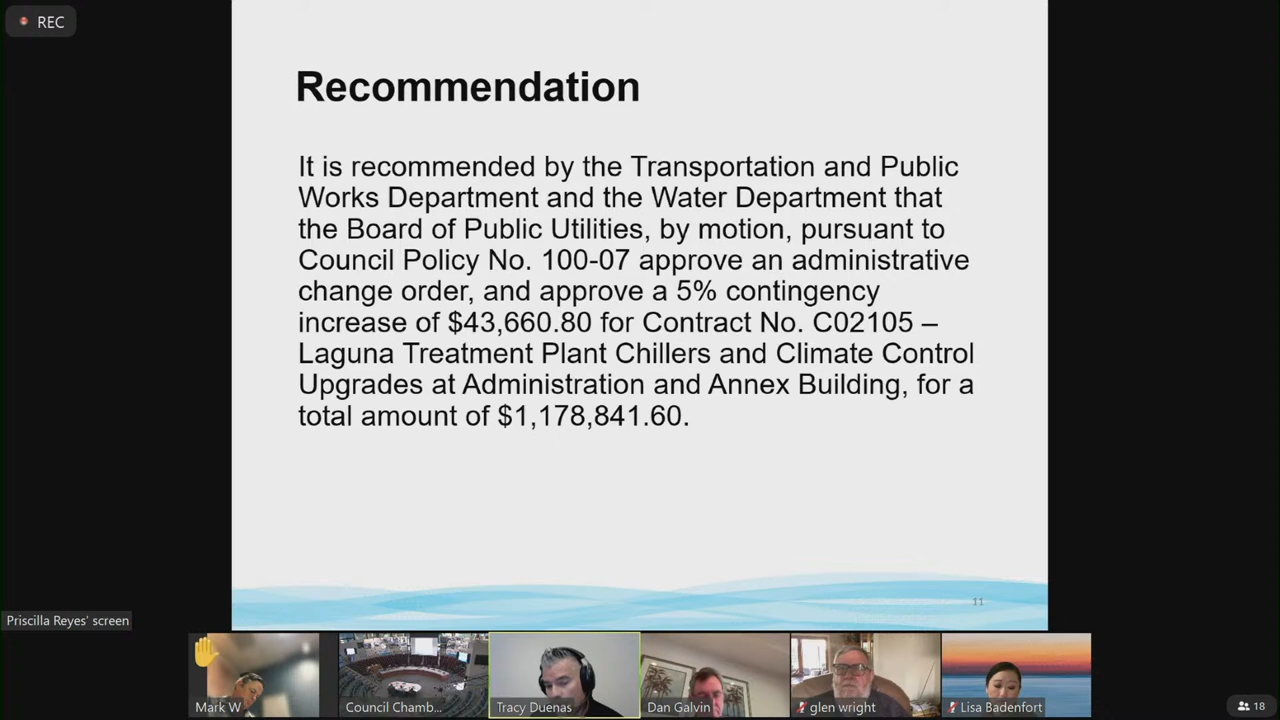 REC
Recommendation
It is recommended by the Transportation and Public
Works Department and the Water Department that
the Board of Public Utilities, by motion, pursuant to
Council Policy No. 100-07 approve an administrative
change order, and approve a 5% contingency
increase of $43,660.80 for Contract No. C02105 –
Laguna Treatment Plant Chillers and Climate Control
Upgrades at Administration and Annex Building, for a
total amount of $1,178,841.60.
11
Priscilla Reyes' screen
Mark W
Council Chamb...
Tracy Duenas
Dan Galvin
glen wright
Lisa Badenfort
18